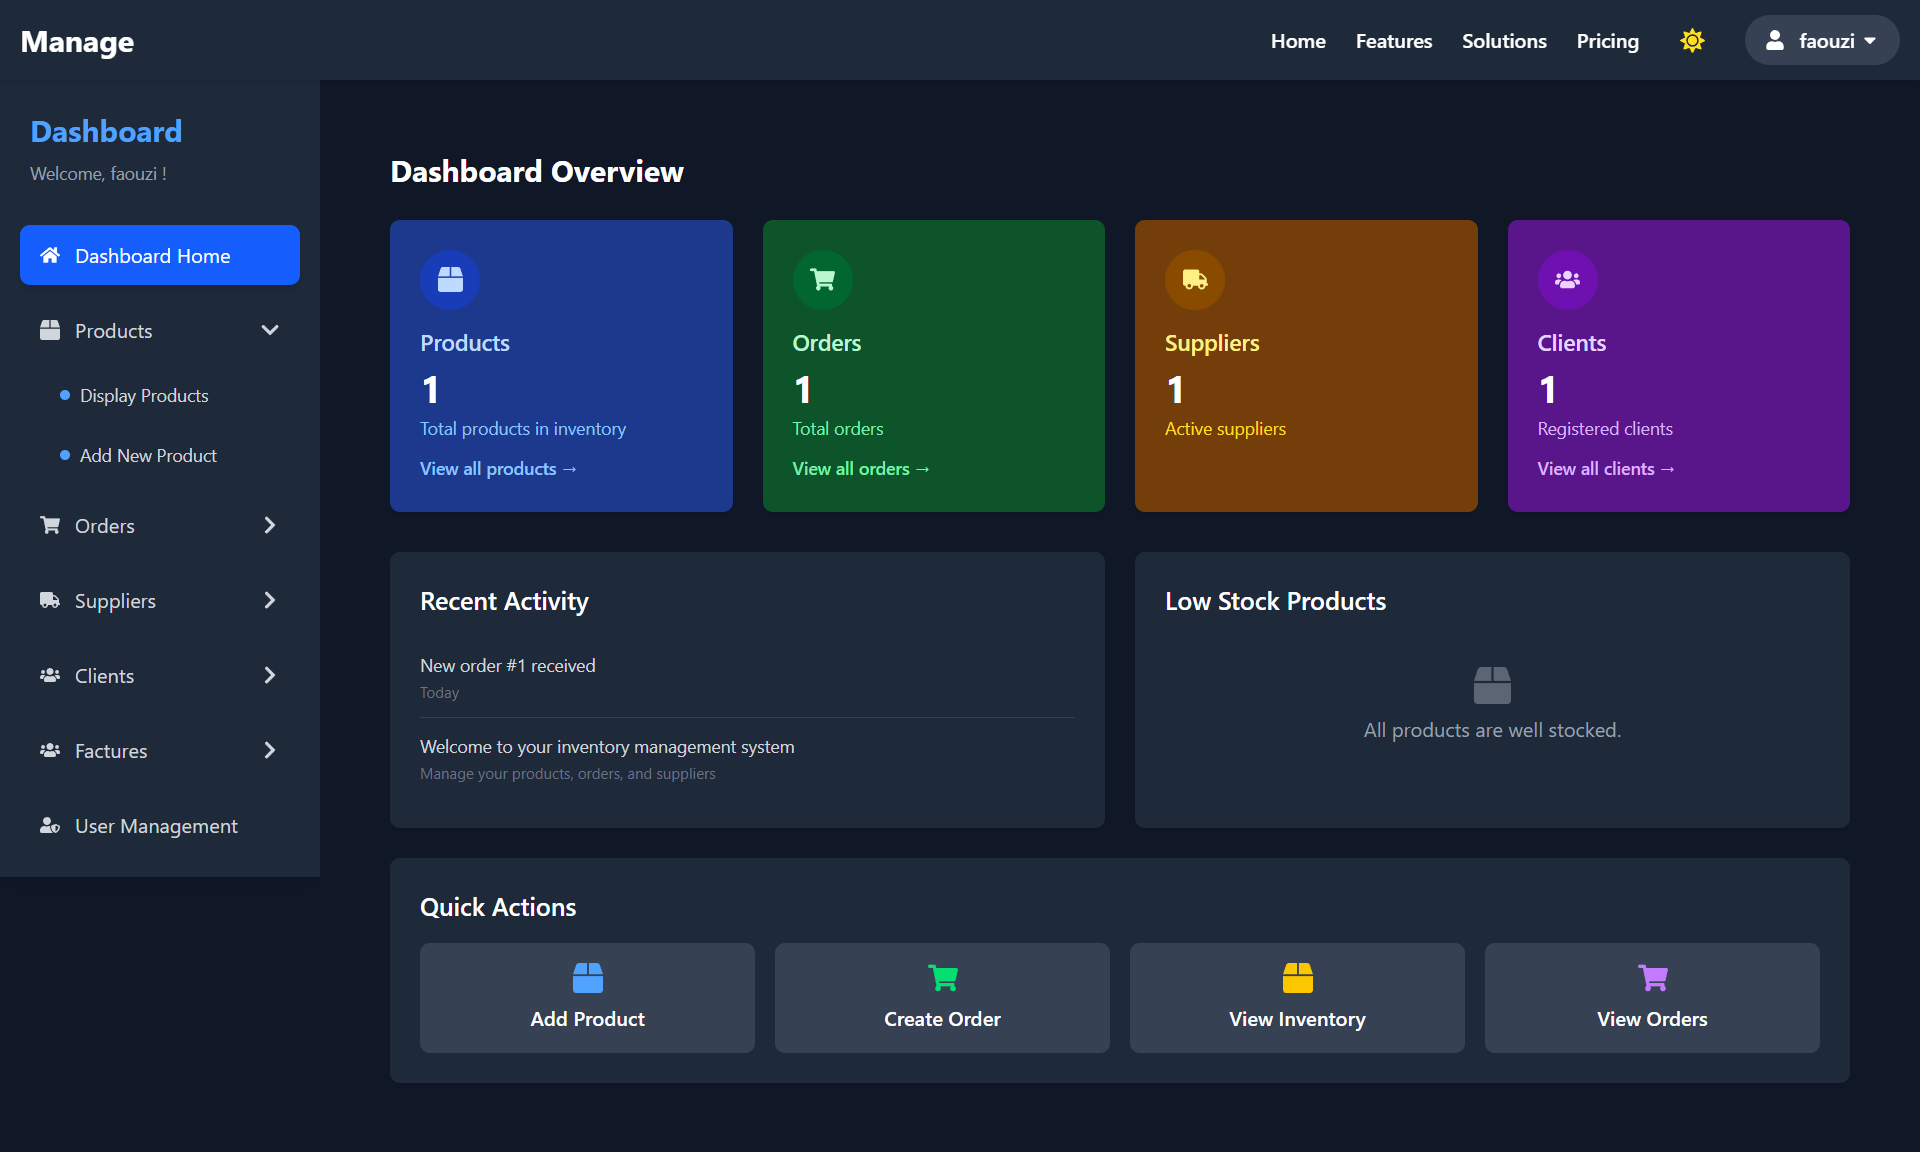 Manage
Home
Features
Solutions
Pricing
faouzi
Dashboard
Welcome, faouzi !
Dashboard Home
Products
Display Products
Add New Product
Orders
Suppliers
Clients
Factures
User Management
Dashboard Overview
Products
1
Total products in inventory
View all products →
Orders
1
Total orders
View all orders →
Suppliers
1
Active suppliers
Clients
1
Registered clients
View all clients →
Recent Activity
New order #1 received
Today
Welcome to your inventory management system
Manage your products, orders, and suppliers
Low Stock Products
All products are well stocked.
Quick Actions
Add Product
Create Order
View Inventory
View Orders